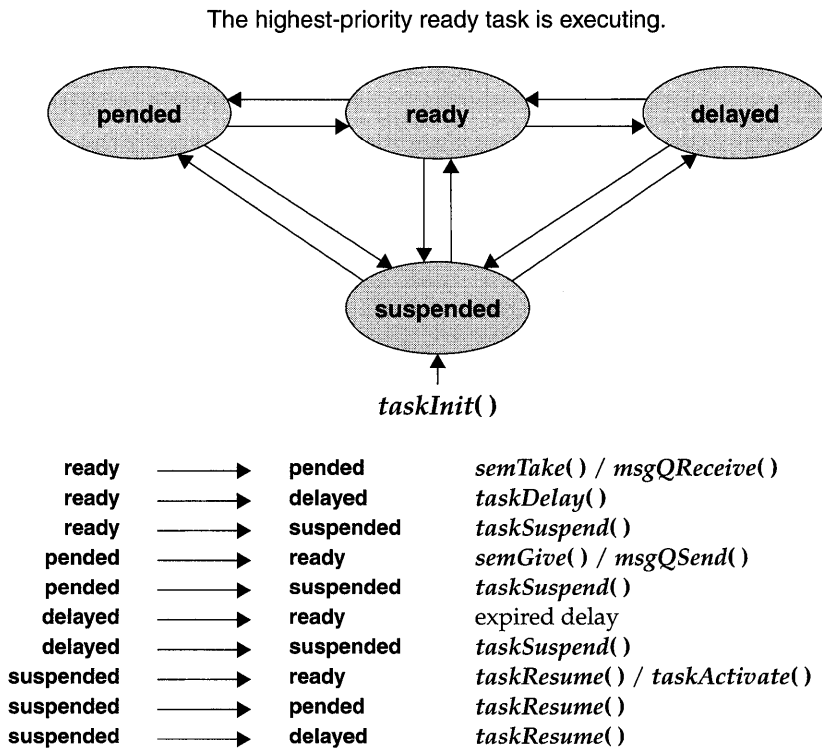 The highest-priority ready task is executing.
pended
ready
delayed
suspended
taskInit( )
ready pended semTake( ) / msgQReceive( )
ready delayed taskDelay( )
ready suspended taskSuspend( )
pended ready semGive( ) / msgQSend( )
pended suspended taskSuspend( )
delayed ready expired delay
delayed suspended taskSuspend( )
suspended ready taskResume( ) / taskActivate( )
suspended pended taskResume( )
suspended delayed taskResume( )